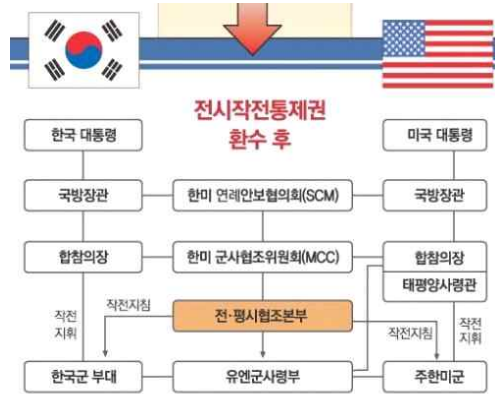 전시작전통제권
환수 후
한국 대통령
미국 대통령
국방장관
한미 연례안보협의회(SCM)
국방장관
합참의장
한미 군사협조위원회(MCC)
합참의장
태평양사령관
작전
지휘
작전지침
전·평시협조본부
작전지침
작전
지휘
한국군 부대
유엔군사령부
주한미군